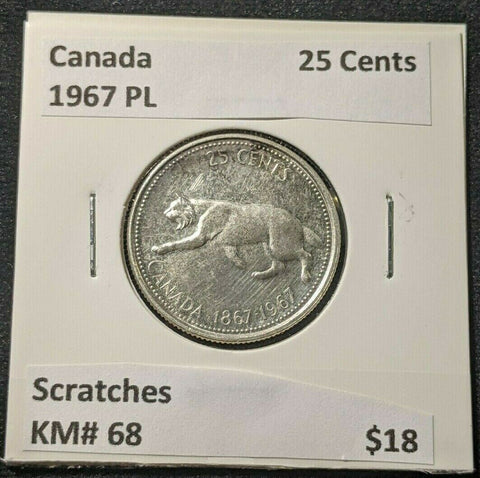 Canada 25 Cents
1967 PL
25 CENTS
CANADA 1867-1967
Scratches
KM# 68 $18